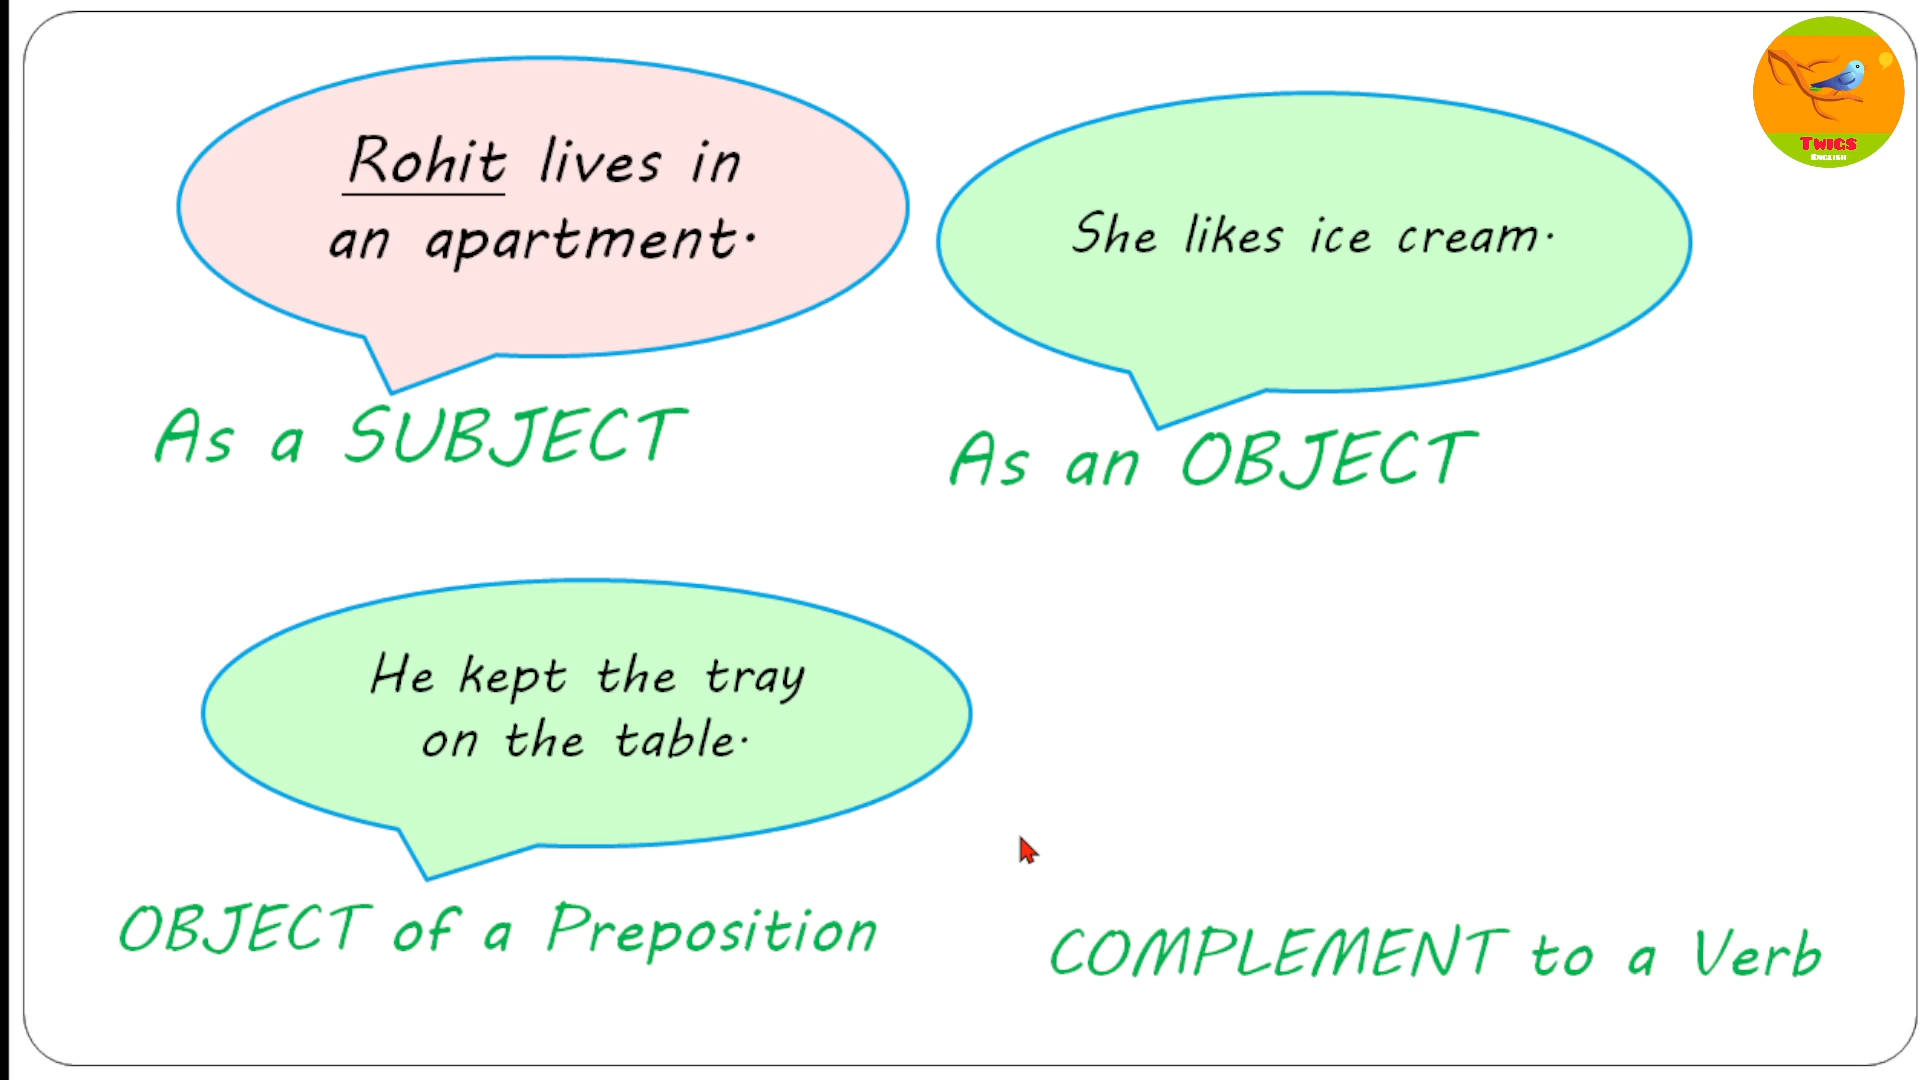 Rohit lives in
an apartment.
She likes ice cream.
TWIGS
ENGLISH
As a SUBJECT
As an OBJECT
He kept the tray
on the table.
OBJECT of a Preposition
COMPLEMENT to a Verb